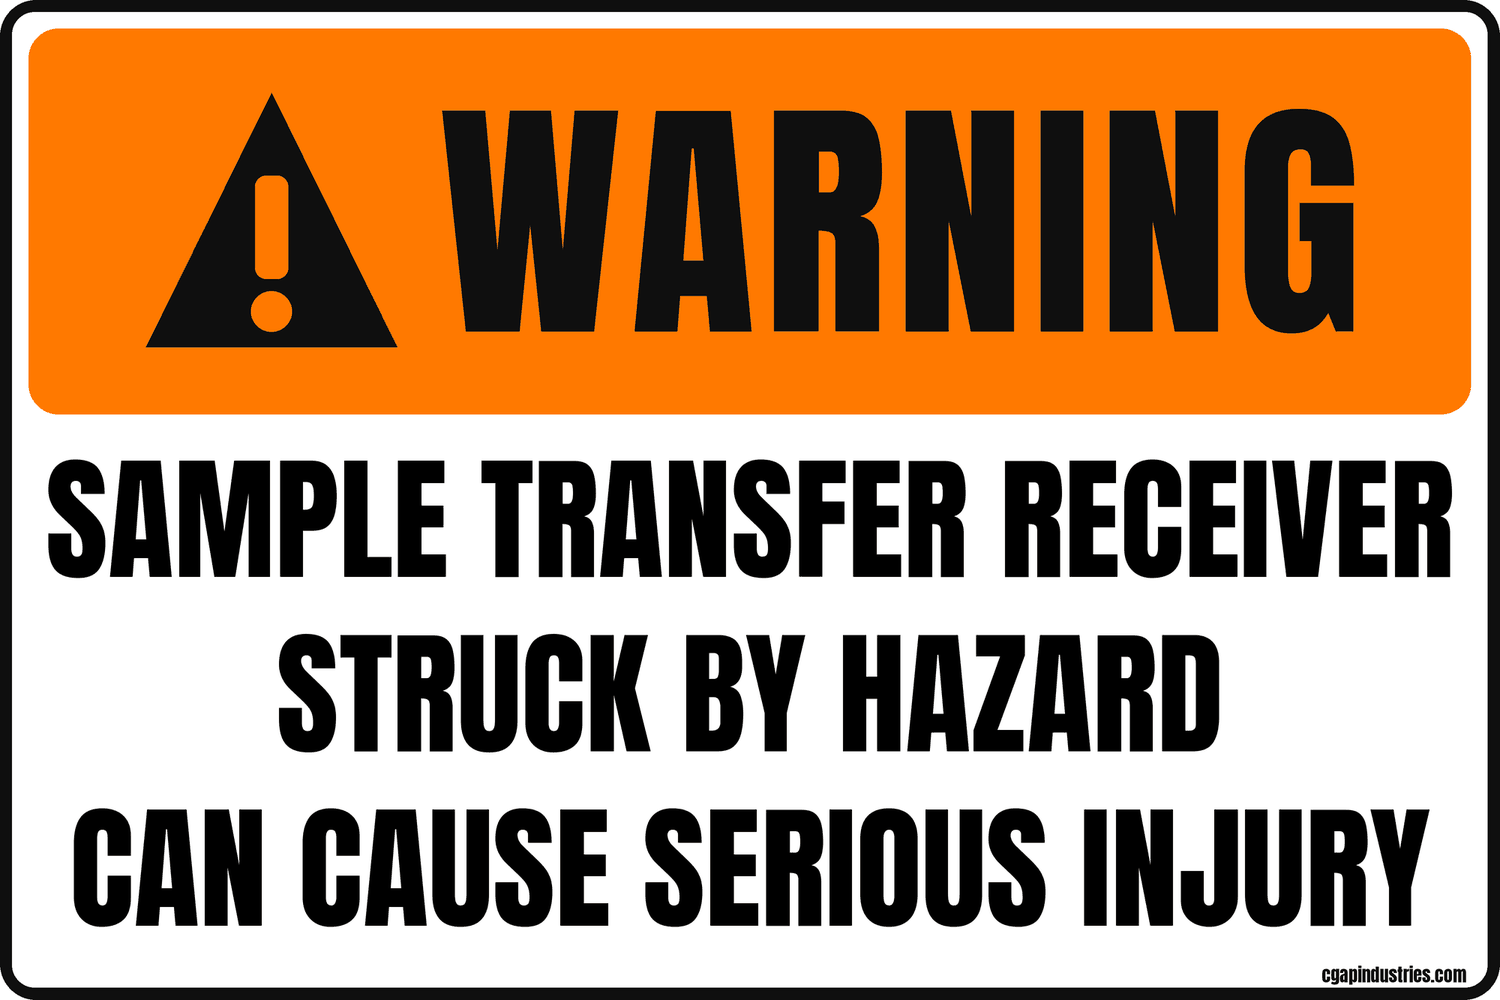 WARNING
SAMPLE TRANSFER RECEIVER
STRUCK BY HAZARD
CAN CAUSE SERIOUS INJURY
cgapindustries.com